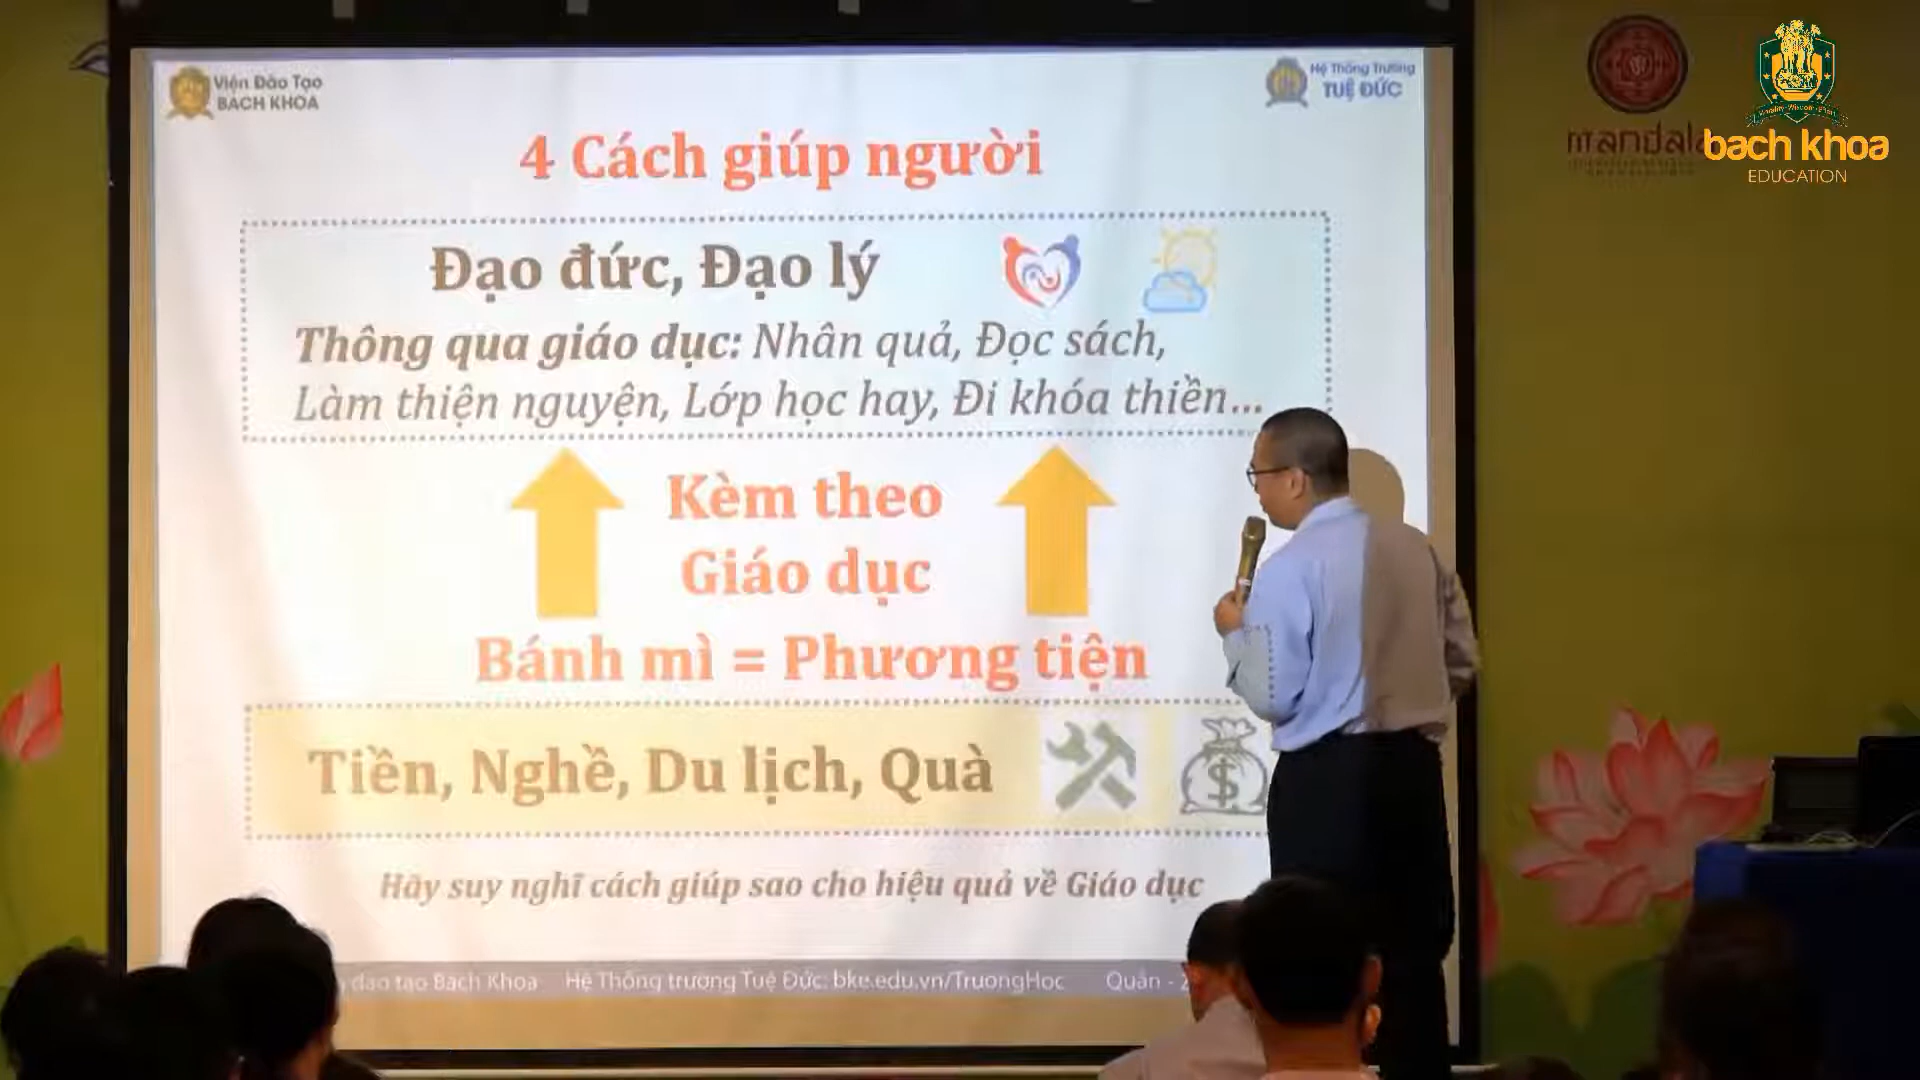 Viện Đào Tạo
BÁCH KHOA
Hệ Thống Trường
TUỆ ĐỨC
mandala
bach khoa
EDUCATION
4 Cách giúp người
Đạo đức, Đạo lý
Thông qua giáo dục: Nhân quả, Đọc sách,
Làm thiện nguyện, Lớp học hay, Đi khóa thiền...
Kèm theo
Giáo dục
Bánh mì = Phương tiện
Tiền, Nghề, Du lịch, Quà
$
Hãy suy nghĩ cách giúp sao cho hiệu quả về Giáo dục
đào tạo Bách Khoa Hệ Thống trường Tuệ Đức: bke.edu.vn/TruongHoc Quân -